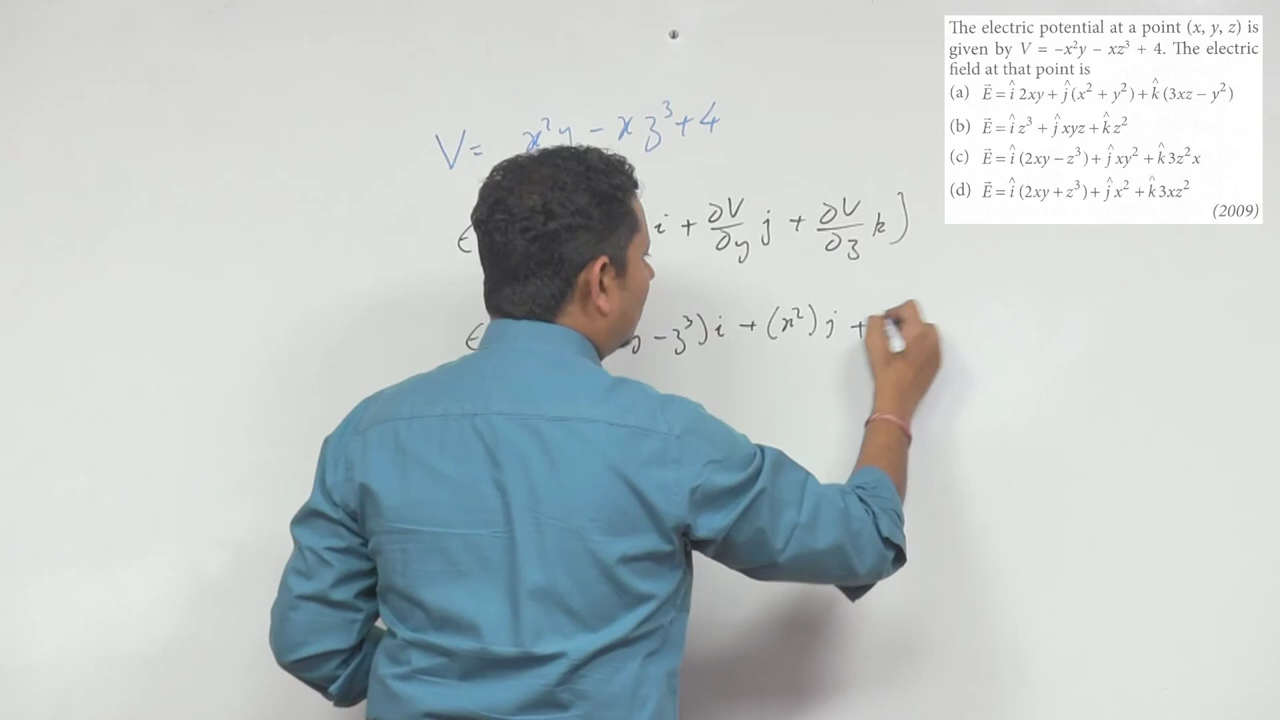 The electric potential at a point (x, y, z) is
given by V = –x²y – xz³ + 4. The electric
field at that point is
(a) E⃗ = î 2xy + ĵ (x² + y²) + k̂ (3xz – y²)
(b) E⃗ = î z³ + ĵ xyz + k̂ z²
(c) E⃗ = î (2xy – z³) + ĵ xy² + k̂ 3z²x
(d) E⃗ = î (2xy + z³) + ĵ x² + k̂ 3xz²
(2009)
V = x²y – xz³ + 4
i + ∂V/∂y j + ∂V/∂z k)
– z³) i + (x²) j +